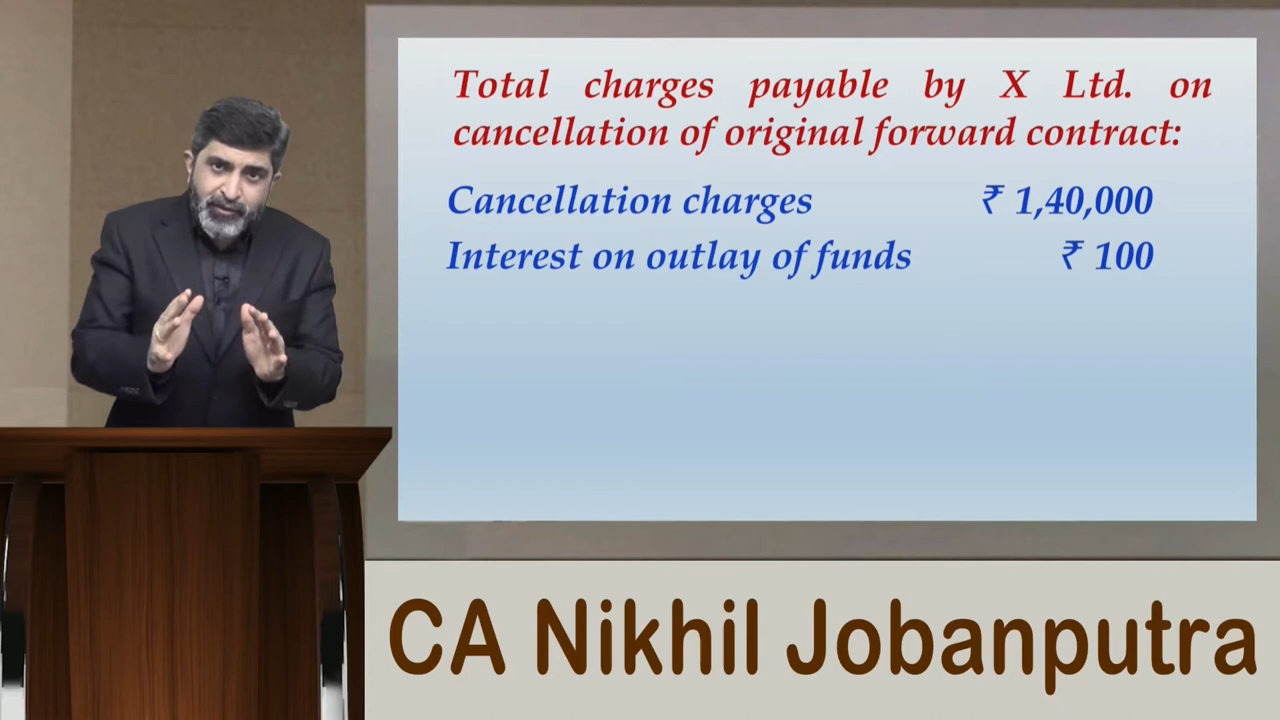 Total charges payable by X Ltd. on
cancellation of original forward contract:
Cancellation charges ₹ 1,40,000
Interest on outlay of funds ₹ 100
CA Nikhil Jobanputra